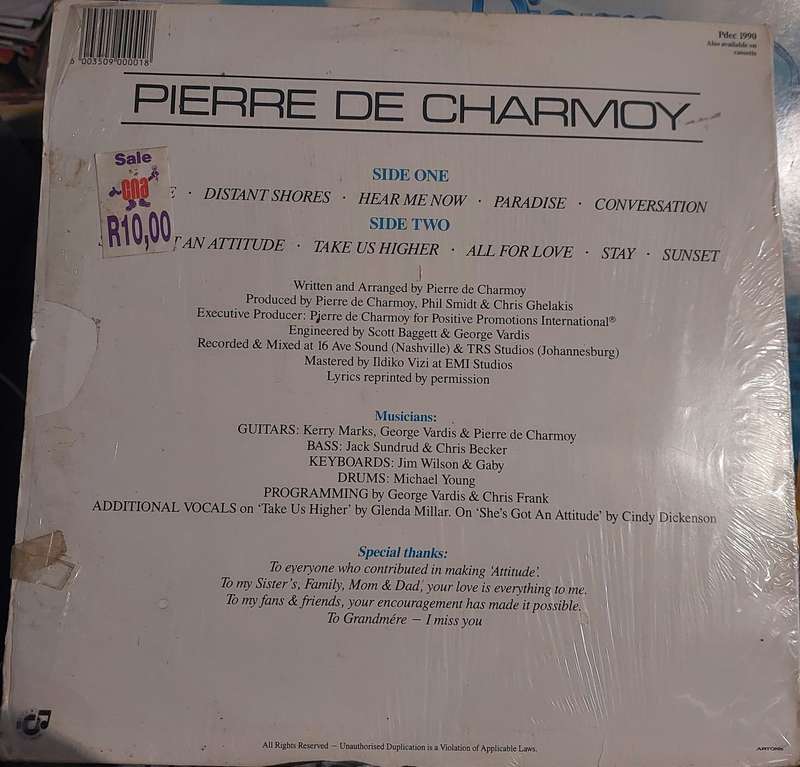 Pdec 1990
Also available on
cassette
6 003509 000018
PIERRE DE CHARMOY
Sale
cna
R10,00
SIDE ONE
E · DISTANT SHORES · HEAR ME NOW · PARADISE · CONVERSATION
SIDE TWO
T AN ATTITUDE · TAKE US HIGHER · ALL FOR LOVE · STAY · SUNSET
Written and Arranged by Pierre de Charmoy
Produced by Pierre de Charmoy, Phil Smidt & Chris Ghelakis
Executive Producer: Pierre de Charmoy for Positive Promotions International®
Engineered by Scott Baggett & George Vardis
Recorded & Mixed at 16 Ave Sound (Nashville) & TRS Studios (Johannesburg)
Mastered by Ildiko Vizi at EMI Studios
Lyrics reprinted by permission
Musicians:
GUITARS: Kerry Marks, George Vardis & Pierre de Charmoy
BASS: Jack Sundrud & Chris Becker
KEYBOARDS: Jim Wilson & Gaby
DRUMS: Michael Young
PROGRAMMING by George Vardis & Chris Frank
ADDITIONAL VOCALS on ‘Take Us Higher’ by Glenda Millar. On ‘She’s Got An Attitude’ by Cindy Dickenson
Special thanks:
To everyone who contributed in making ‘Attitude’.
To my Sister’s, Family, Mom & Dad, your love is everything to me.
To my fans & friends, your encouragement has made it possible.
To Grandmére – I miss you
All Rights Reserved – Unauthorised Duplication is a Violation of Applicable Laws.